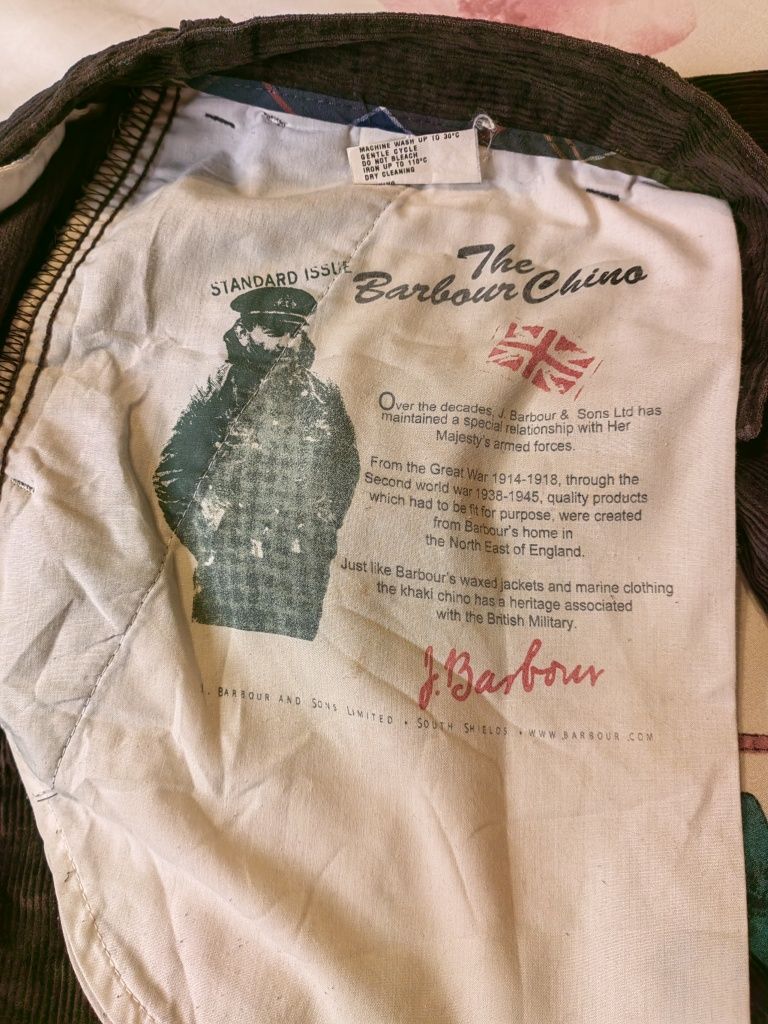 MACHINE WASH UP TO 30°C
GENTLE CYCLE
DO NOT BLEACH
IRON UP TO 110°C
DRY CLEANING
STANDARD ISSUE
The
Barbour Chino
Over the decades, J. Barbour & Sons Ltd has
maintained a special relationship with Her
Majesty's armed forces.
From the Great War 1914-1918, through the
Second world war 1938-1945, quality products
which had to be fit for purpose, were created
from Barbour's home in
the North East of England.
Just like Barbour's waxed jackets and marine clothing
the khaki chino has a heritage associated
with the British Military.
J. Barbour
J. BARBOUR AND SONS LIMITED • SOUTH SHIELDS • WWW.BARBOUR.COM